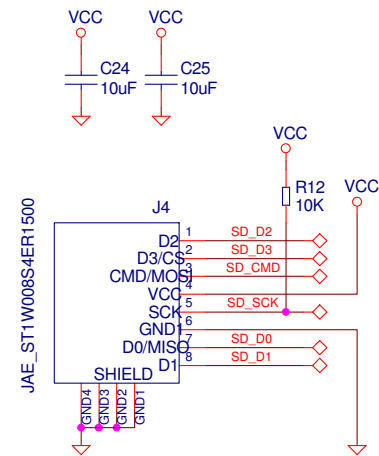 VCC VCC
C24 C25
10uF 10uF
VCC
R12
10K
VCC
J4
JAE_ST1W008S4ER1500
D2 1 SD_D2
D3/CS 2 SD_D3
CMD/MOSI 3 SD_CMD
VCC 4
SCK 5 SD_SCK
GND1 6
D0/MISO 7 SD_D0
D1 8 SD_D1
SHIELD
GND4 GND3 GND2 GND1